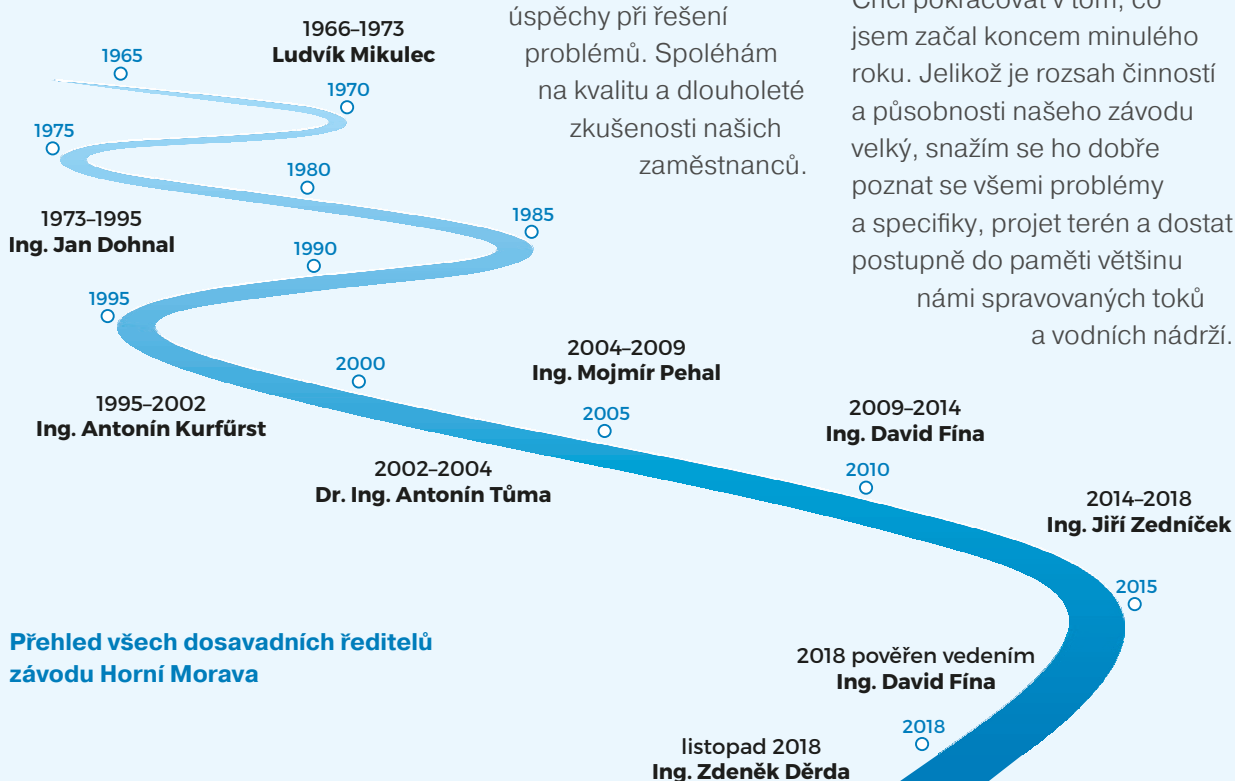 úspěchy při řešení
problémů. Spoléhám
na kvalitu a dlouholeté
zkušenosti našich
zaměstnanců.
Chci pokračovat v tom, co
jsem začal koncem minulého
roku. Jelikož je rozsah činností
a působnosti našeho závodu
velký, snažím se ho dobře
poznat se všemi problémy
a specifiky, projet terén a dostat
postupně do paměti většinu
námi spravovaných toků
a vodních nádrží.
1965
1966–1973
Ludvík Mikulec
1970
1975
1973–1995
Ing. Jan Dohnal
1980
1985
1990
1995
1995–2002
Ing. Antonín Kurfürst
2000
2002–2004
Dr. Ing. Antonín Tůma
2004–2009
Ing. Mojmír Pehal
2005
2009–2014
Ing. David Fína
2010
2014–2018
Ing. Jiří Zedníček
2015
2018 pověřen vedením
Ing. David Fína
2018
listopad 2018
Ing. Zdeněk Děrda
Přehled všech dosavadních ředitelů
závodu Horní Morava